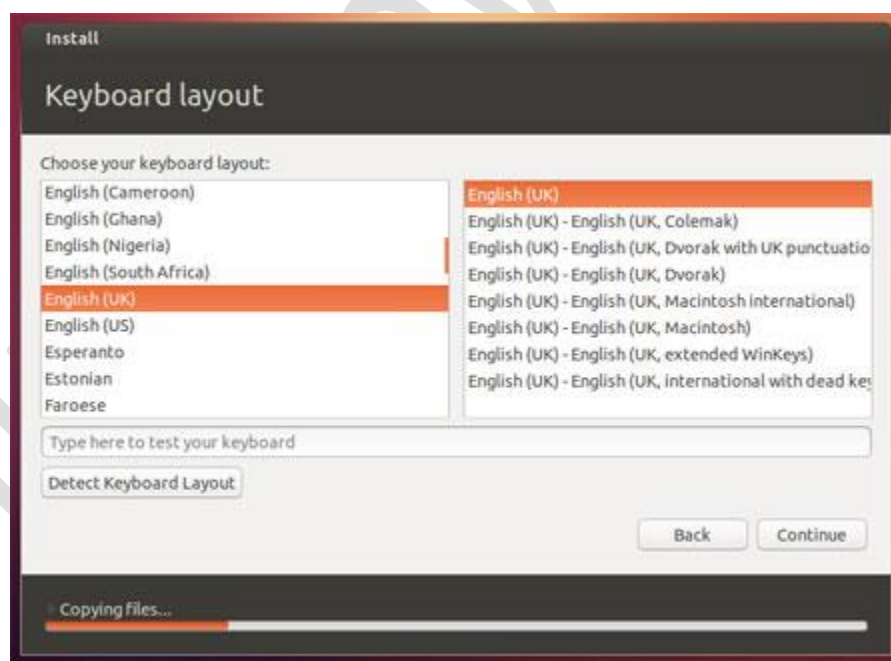 Install
Keyboard layout
Choose your keyboard layout:
English (Cameroon)
English (Ghana)
English (Nigeria)
English (South Africa)
English (UK)
English (US)
Esperanto
Estonian
Faroese
English (UK)
English (UK) - English (UK, Colemak)
English (UK) - English (UK, Dvorak with UK punctuatio
English (UK) - English (UK, Dvorak)
English (UK) - English (UK, Macintosh international)
English (UK) - English (UK, Macintosh)
English (UK) - English (UK, extended WinKeys)
English (UK) - English (UK, international with dead key
Type here to test your keyboard
Detect Keyboard Layout
Back
Continue
Copying files...